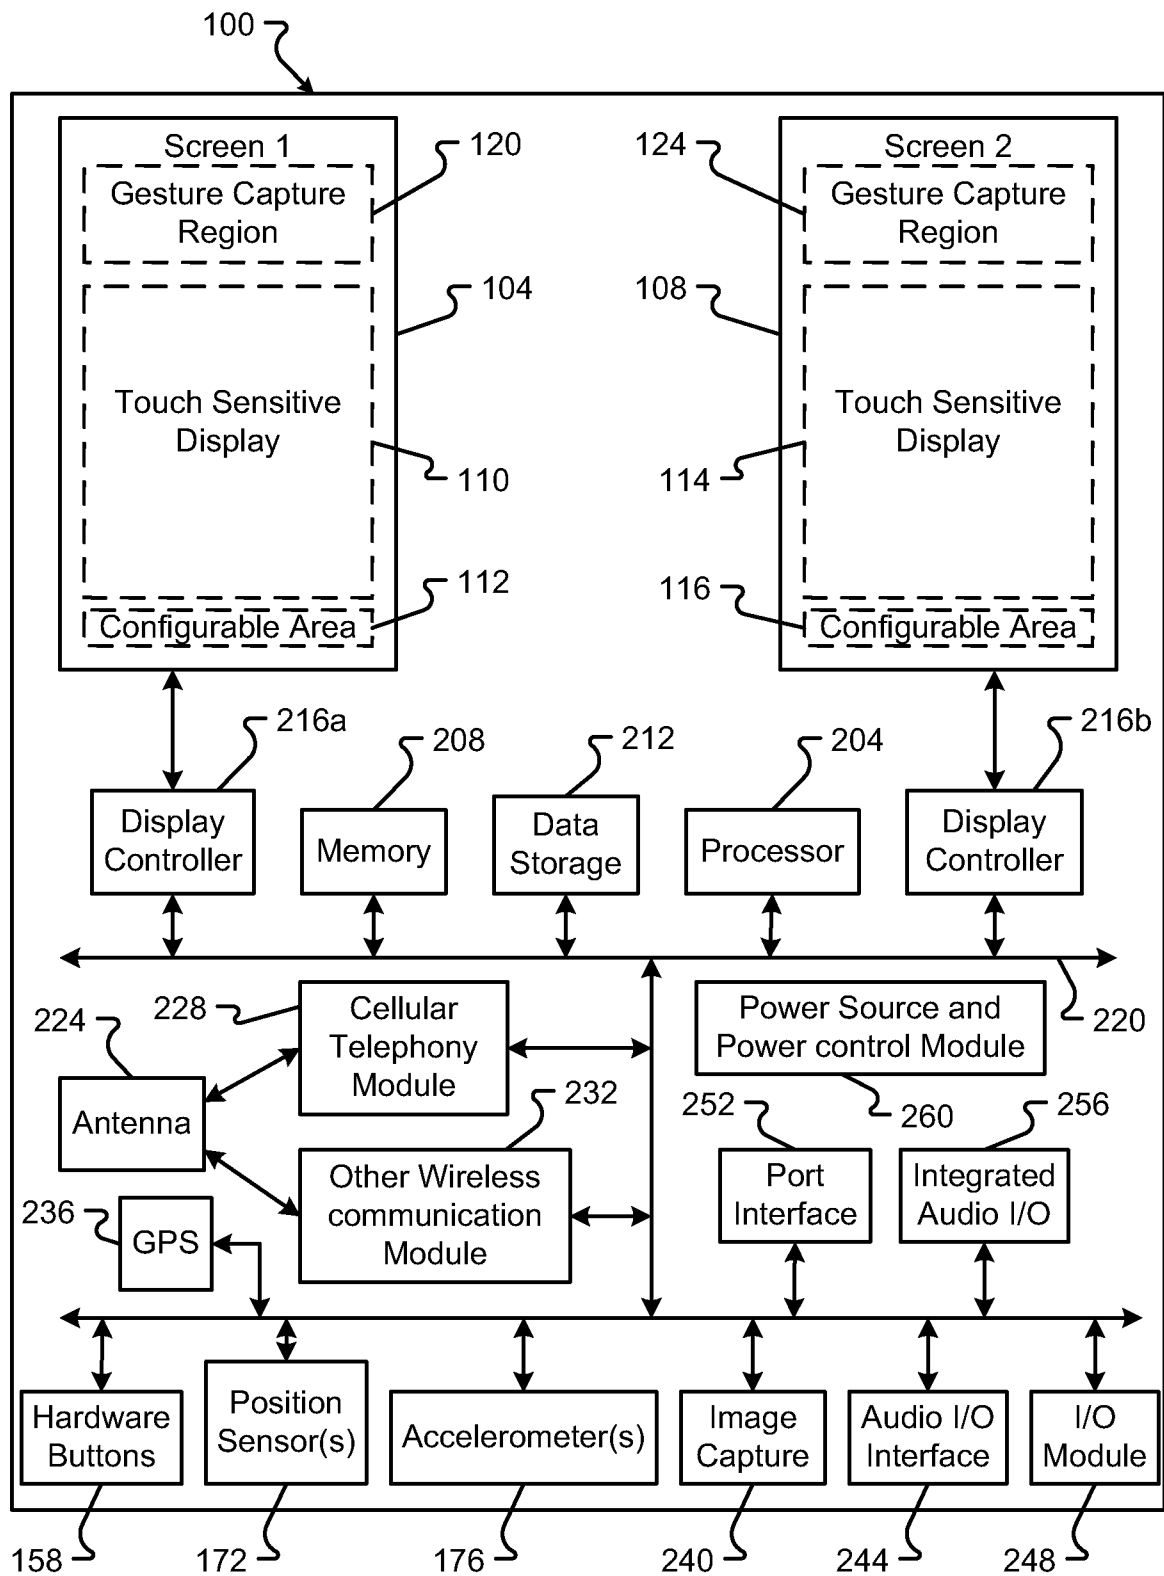 100
Screen 1
Gesture Capture
Region
120
104
Touch Sensitive
Display
110
112
Configurable Area
Screen 2
Gesture Capture
Region
124
108
Touch Sensitive
Display
114
116
Configurable Area
216a
208
212
204
216b
Display
Controller
Memory
Data
Storage
Processor
Display
Controller
220
224
Antenna
228
Cellular
Telephony
Module
Power Source and
Power control Module
260
232
Other Wireless
communication
Module
252
Port
Interface
256
Integrated
Audio I/O
236
GPS
Hardware
Buttons
Position
Sensor(s)
Accelerometer(s)
Image
Capture
Audio I/O
Interface
I/O
Module
158
172
176
240
244
248